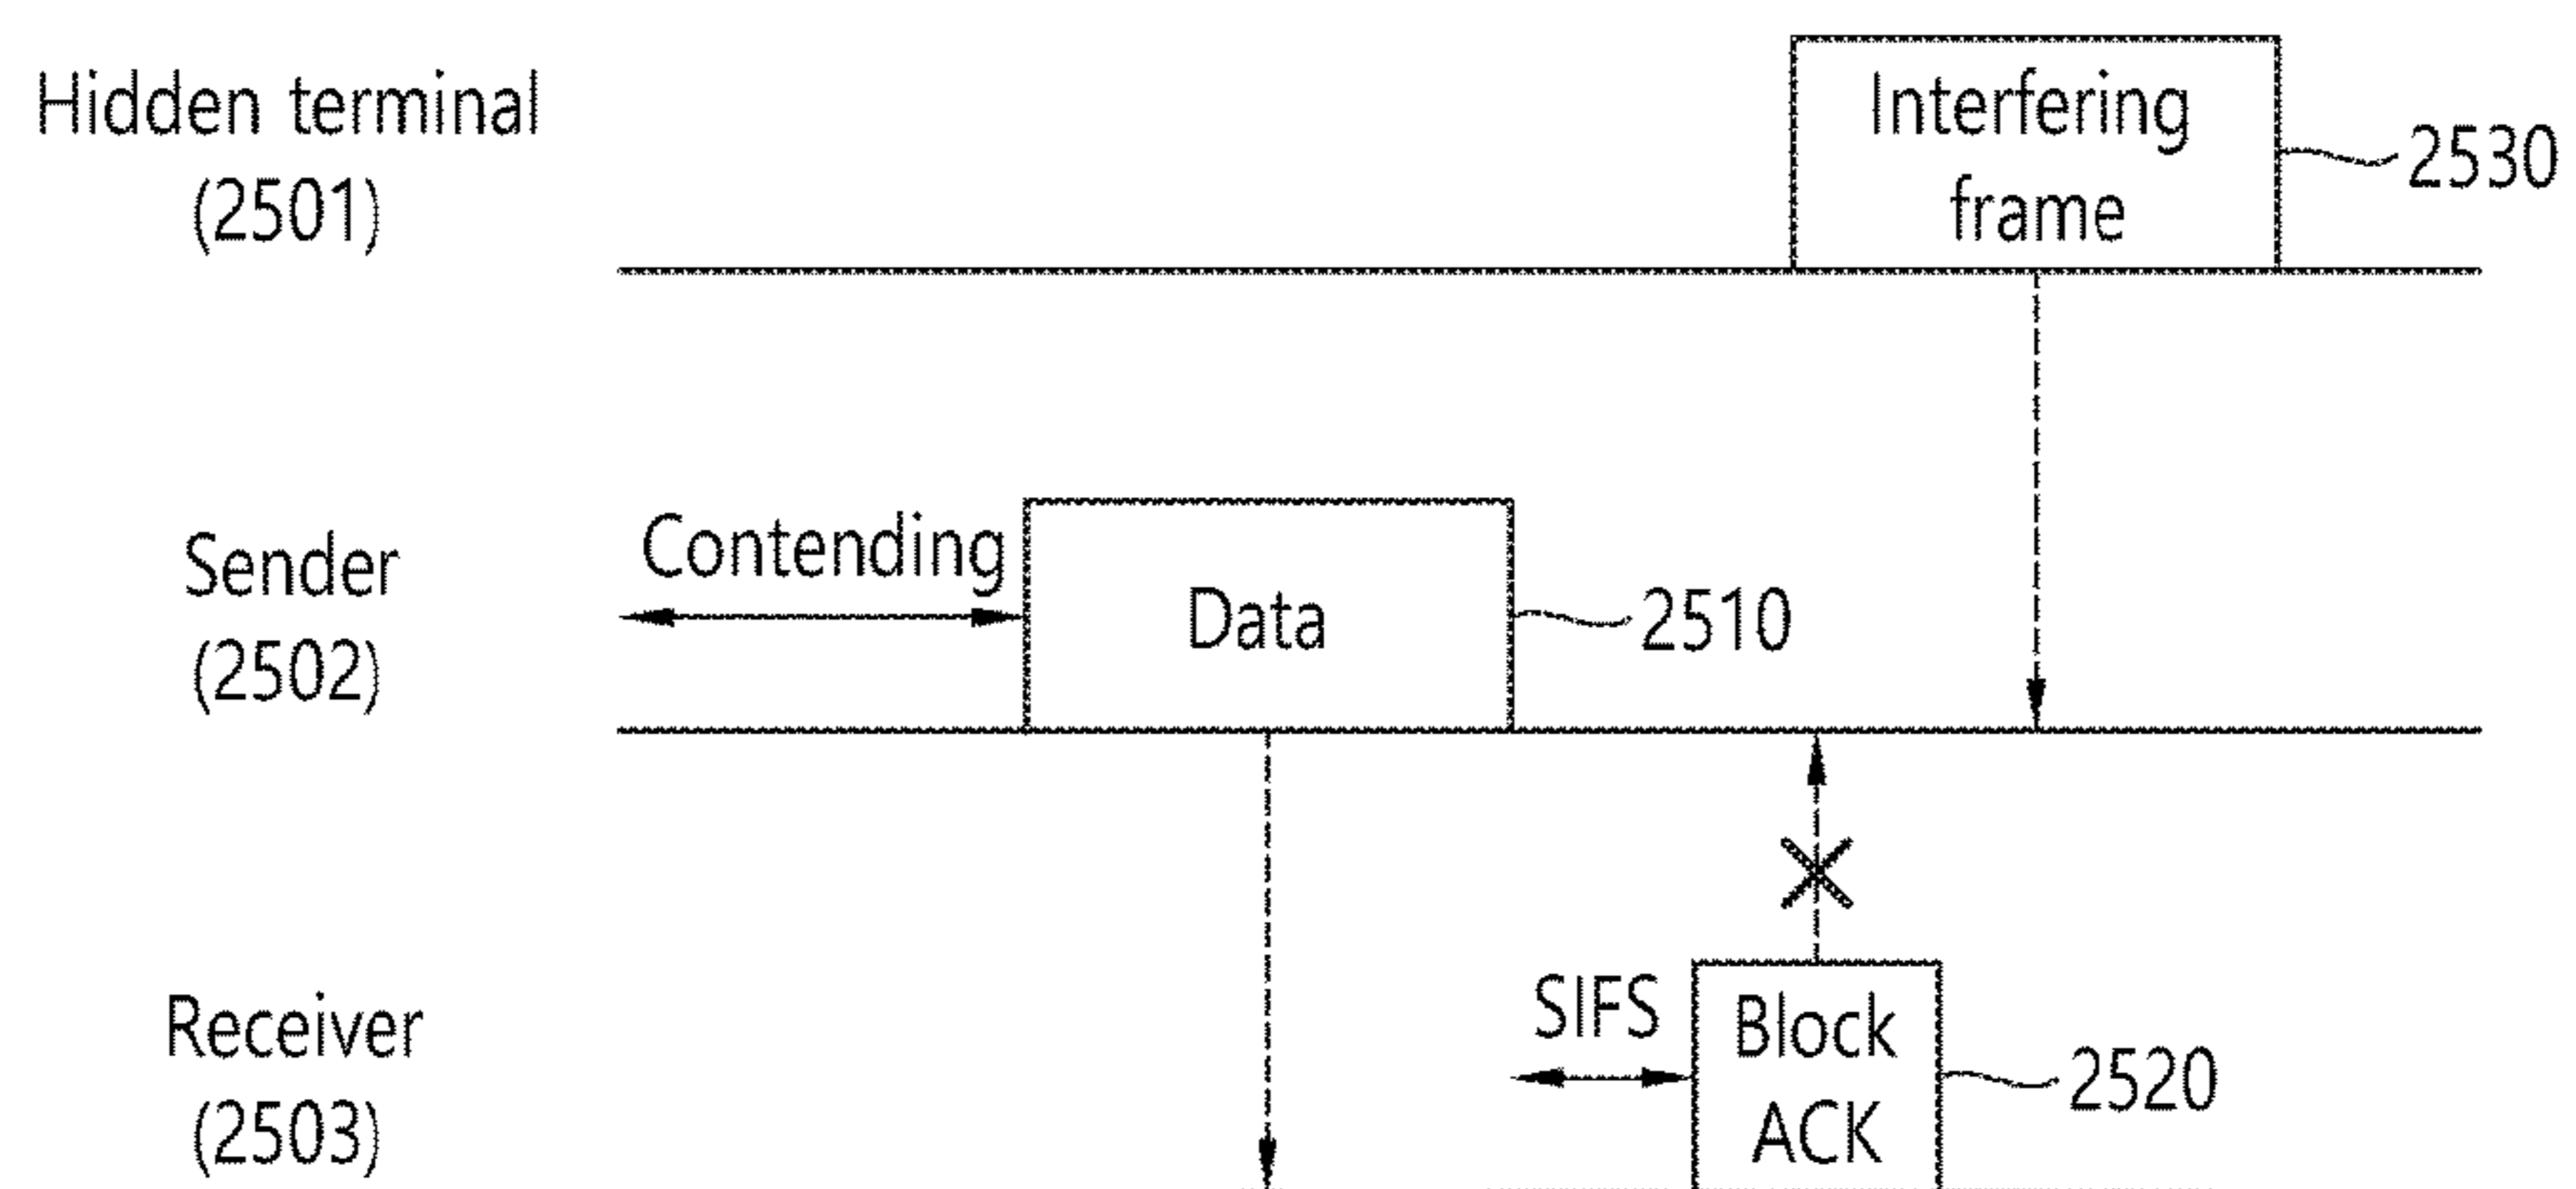 Hidden terminal
(2501)
Interfering
frame
2530
Sender
(2502)
Contending
Data
2510
Receiver
(2503)
SIFS
Block
ACK
2520